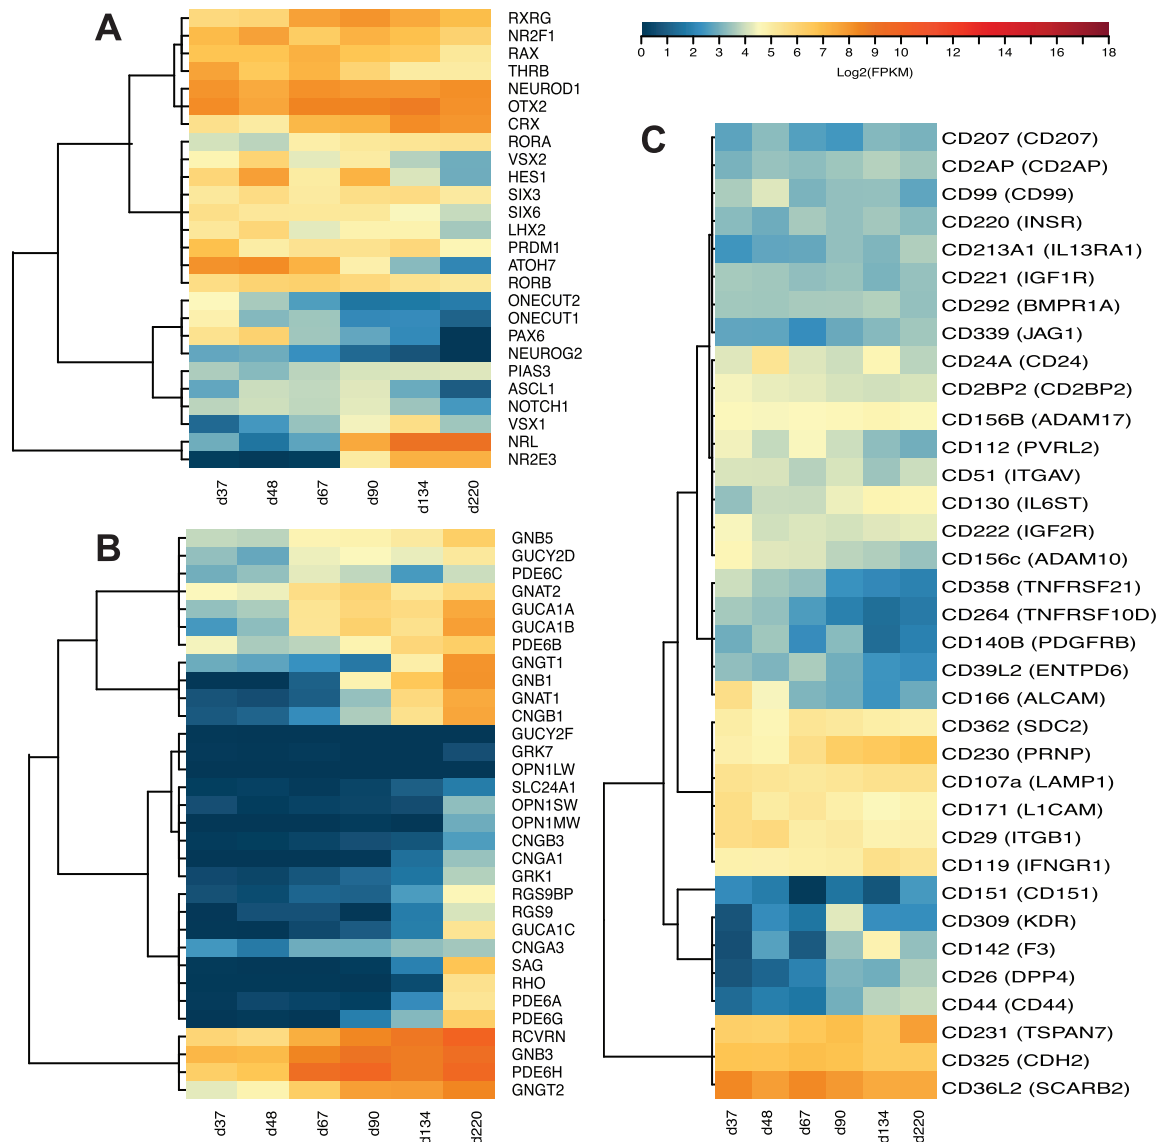 A
RXRG
NR2F1
RAX
THRB
NEUROD1
OTX2
CRX
RORA
VSX2
HES1
SIX3
SIX6
LHX2
PRDM1
ATOH7
RORB
ONECUT2
ONECUT1
PAX6
NEUROG2
PIAS3
ASCL1
NOTCH1
VSX1
NRL
NR2E3
d37 d48 d67 d90 d134 d220
B
GNB5
GUCY2D
PDE6C
GNAT2
GUCA1A
GUCA1B
PDE6B
GNGT1
GNB1
GNAT1
CNGB1
GUCY2F
GRK7
OPN1LW
SLC24A1
OPN1SW
OPN1MW
CNGB3
CNGA1
GRK1
RGS9BP
RGS9
GUCA1C
CNGA3
SAG
RHO
PDE6A
PDE6G
RCVRN
GNB3
PDE6H
GNGT2
d37 d48 d67 d90 d134 d220
0 1 2 3 4 5 6 7 8 9 10 11 12 13 14 15 16 17 18
Log2(FPKM)
C
CD207 (CD207)
CD2AP (CD2AP)
CD99 (CD99)
CD220 (INSR)
CD213A1 (IL13RA1)
CD221 (IGF1R)
CD292 (BMPR1A)
CD339 (JAG1)
CD24A (CD24)
CD2BP2 (CD2BP2)
CD156B (ADAM17)
CD112 (PVRL2)
CD51 (ITGAV)
CD130 (IL6ST)
CD222 (IGF2R)
CD156c (ADAM10)
CD358 (TNFRSF21)
CD264 (TNFRSF10D)
CD140B (PDGFRB)
CD39L2 (ENTPD6)
CD166 (ALCAM)
CD362 (SDC2)
CD230 (PRNP)
CD107a (LAMP1)
CD171 (L1CAM)
CD29 (ITGB1)
CD119 (IFNGR1)
CD151 (CD151)
CD309 (KDR)
CD142 (F3)
CD26 (DPP4)
CD44 (CD44)
CD231 (TSPAN7)
CD325 (CDH2)
CD36L2 (SCARB2)
d37 d48 d67 d90 d134 d220